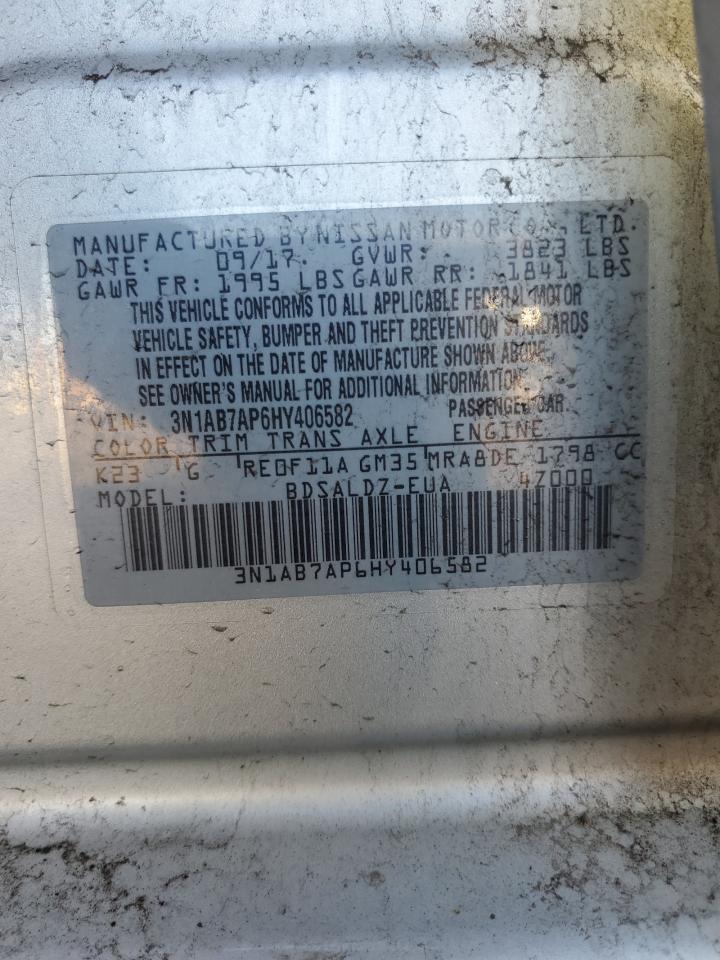 MANUFACTURED BY NISSAN MOTOR CO., LTD.
DATE: 09/17 GVWR: 3823 LBS
GAWR FR: 1995 LBS GAWR RR: 1841 LBS
THIS VEHICLE CONFORMS TO ALL APPLICABLE FEDERAL MOTOR
VEHICLE SAFETY, BUMPER AND THEFT PREVENTION STANDARDS
IN EFFECT ON THE DATE OF MANUFACTURE SHOWN ABOVE.
SEE OWNER'S MANUAL FOR ADDITIONAL INFORMATION.
VIN: 3N1AB7AP6HY406582 PASSENGER CAR.
COLOR TRIM TRANS AXLE ENGINE
K23 G RE0F11A GM35 MRA8DE 1798 CC
MODEL: BDSALDZ-EUA 47000
3N1AB7AP6HY406582